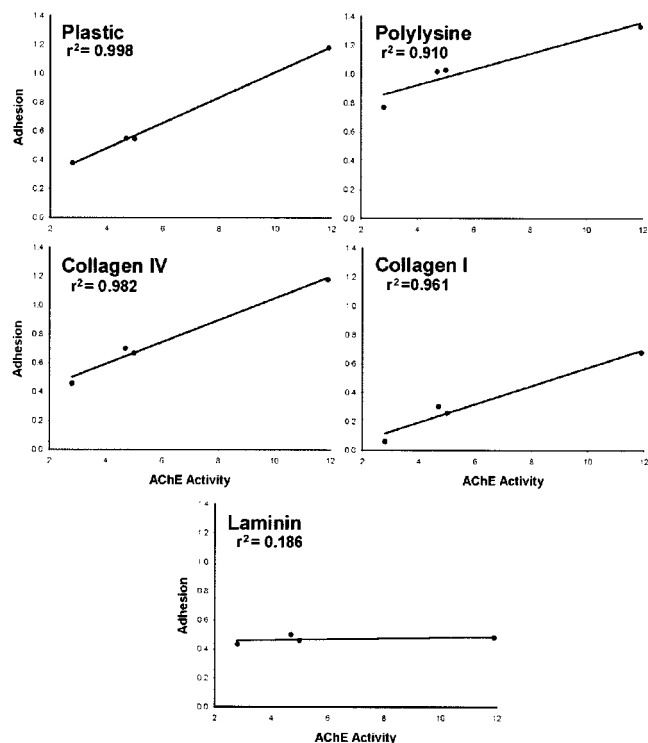 Plastic
r² = 0.998
Adhesion
1.4
1.2
1.0
0.8
0.6
0.4
0.2
0.0
2 4 6 8 10 12
Polylysine
r² = 0.910
1.4
1.2
1.0
0.8
0.6
0.4
0.2
0.0
2 4 6 8 10 12
Collagen IV
r² = 0.982
Adhesion
1.4
1.2
1.0
0.8
0.6
0.4
0.2
0.0
2 4 6 8 10 12
AChE Activity
Collagen I
r² =0.961
1.4
1.2
1.0
0.8
0.6
0.4
0.2
0.0
2 4 6 8 10 12
AChE Activity
Laminin
r² = 0.186
Adhesion
1.4
1.2
1.0
0.8
0.6
0.4
0.2
0.0
2 4 6 8 10 12
AChE Activity